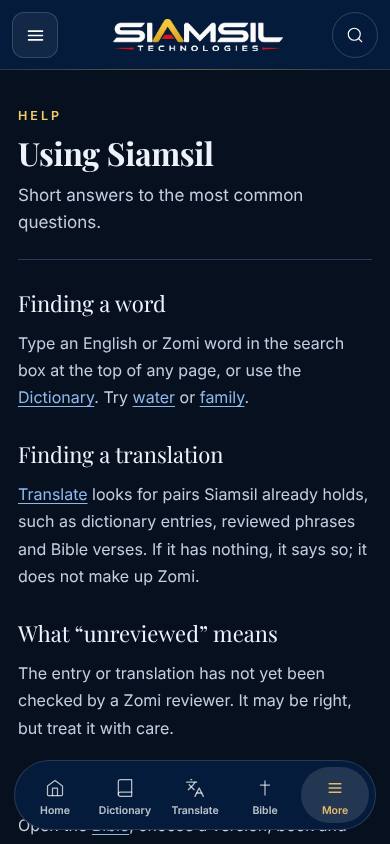 SIAMSIL
TECHNOLOGIES
HELP
Using Siamsil
Short answers to the most common
questions.
Finding a word
Type an English or Zomi word in the search
box at the top of any page, or use the
Dictionary. Try water or family.
Finding a translation
Translate looks for pairs Siamsil already holds,
such as dictionary entries, reviewed phrases
and Bible verses. If it has nothing, it says so; it
does not make up Zomi.
What “unreviewed” means
The entry or translation has not yet been
checked by a Zomi reviewer. It may be right,
but treat it with care.
Home
Dictionary
Translate
Bible
More